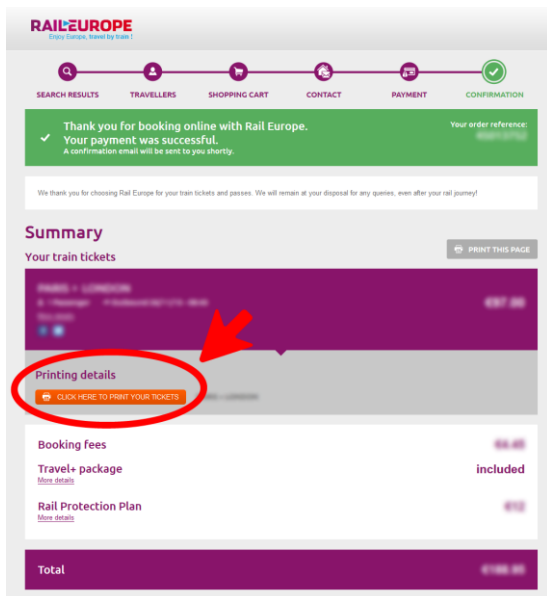 RAILEUROPE
Enjoy Europe, travel by train !
SEARCH RESULTS
TRAVELLERS
SHOPPING CART
CONTACT
PAYMENT
CONFIRMATION
Thank you for booking online with Rail Europe.
Your payment was successful.
A confirmation email will be sent to you shortly.
Your order reference:
We thank you for choosing Rail Europe for your train tickets and passes. We will remain at your disposal for any queries, even after your rail journey!
Summary
PRINT THIS PAGE
Your train tickets
PARIS > LONDON
Printing details
CLICK HERE TO PRINT YOUR TICKETS
Booking fees
Travel+ package
included
More details
Rail Protection Plan
More details
Total